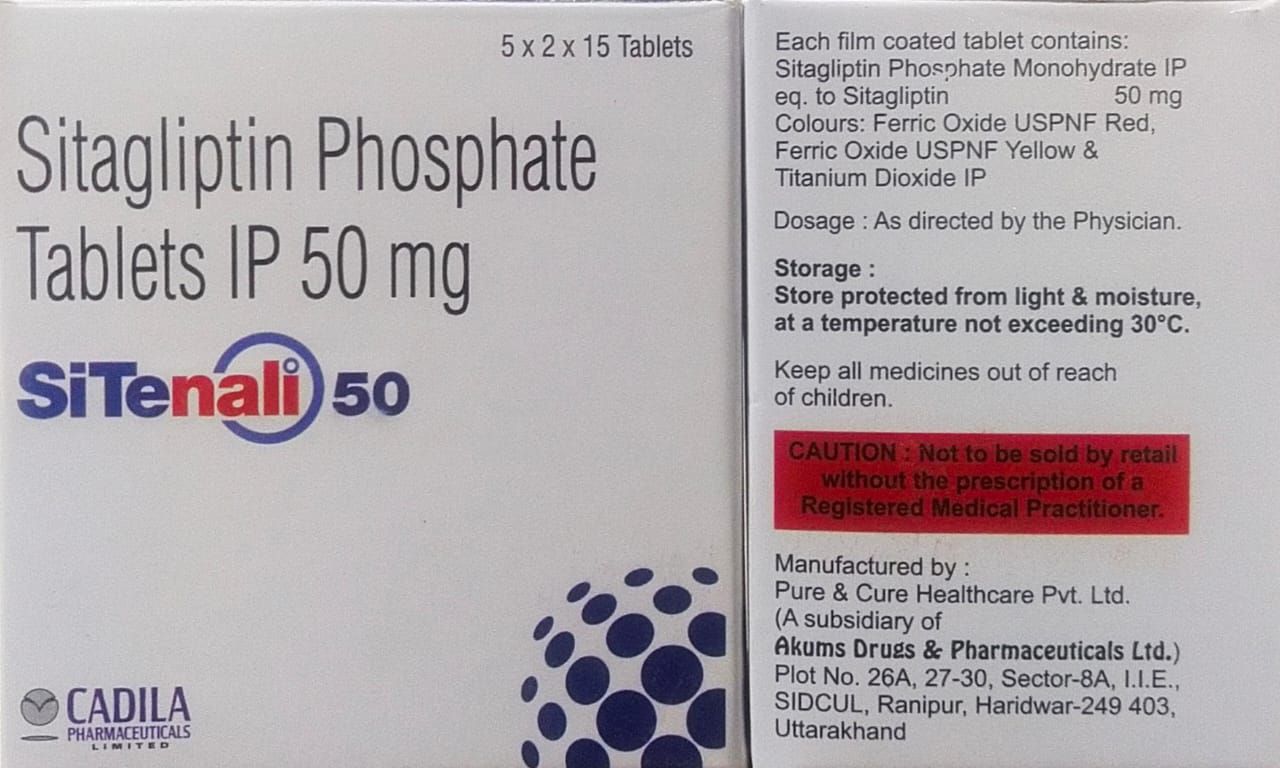 5 x 2 x 15 Tablets
Sitagliptin Phosphate
Tablets IP 50 mg
SiTenali 50
CADILA
PHARMACEUTICALS
LIMITED
Each film coated tablet contains:
Sitagliptin Phosphate Monohydrate IP
eq. to Sitagliptin 50 mg
Colours: Ferric Oxide USPNF Red,
Ferric Oxide USPNF Yellow &
Titanium Dioxide IP
Dosage : As directed by the Physician.
Storage :
Store protected from light & moisture,
at a temperature not exceeding 30°C.
Keep all medicines out of reach
of children.
CAUTION : Not to be sold by retail
without the prescription of a
Registered Medical Practitioner.
Manufactured by :
Pure & Cure Healthcare Pvt. Ltd.
(A subsidiary of
Akums Drugs & Pharmaceuticals Ltd.)
Plot No. 26A, 27-30, Sector-8A, I.I.E.,
SIDCUL, Ranipur, Haridwar-249 403,
Uttarakhand